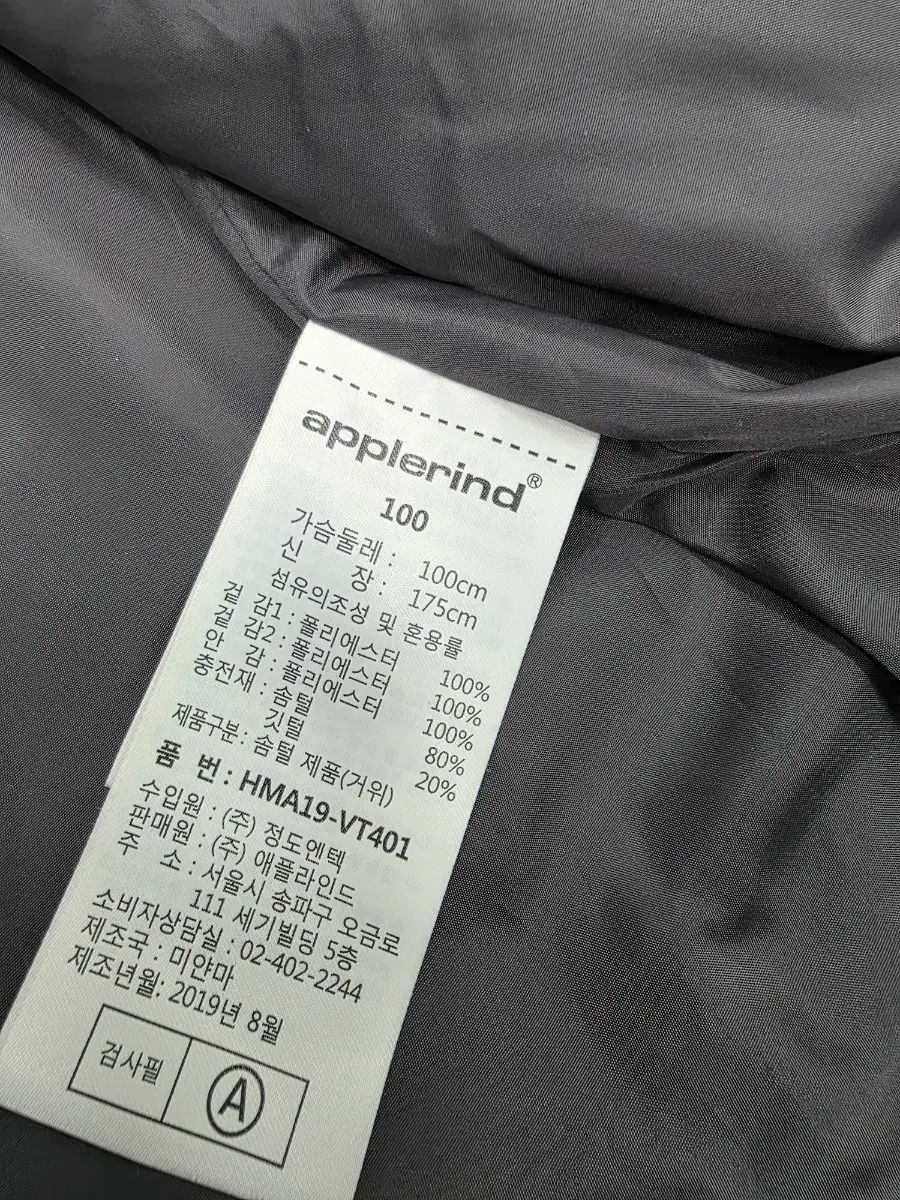 applerind®
100
가슴둘레 : 100cm
신 장 : 175cm
섬유의조성 및 혼용률
겉 감1 : 폴리에스터 100%
겉 감2 : 폴리에스터 100%
안 감 : 폴리에스터 100%
충전재 : 솜털 80%
깃털 20%
제품구분 : 솜털 제품(거위)
품 번 : HMA19-VT401
수입원 : (주) 정도엔텍
판매원 : (주) 애플라인드
주 소 : 서울시 송파구 오금로
111 세기빌딩 5층
소비자상담실 : 02-402-2244
제조국 : 미얀마
제조년월: 2019년 8월
검사필 A